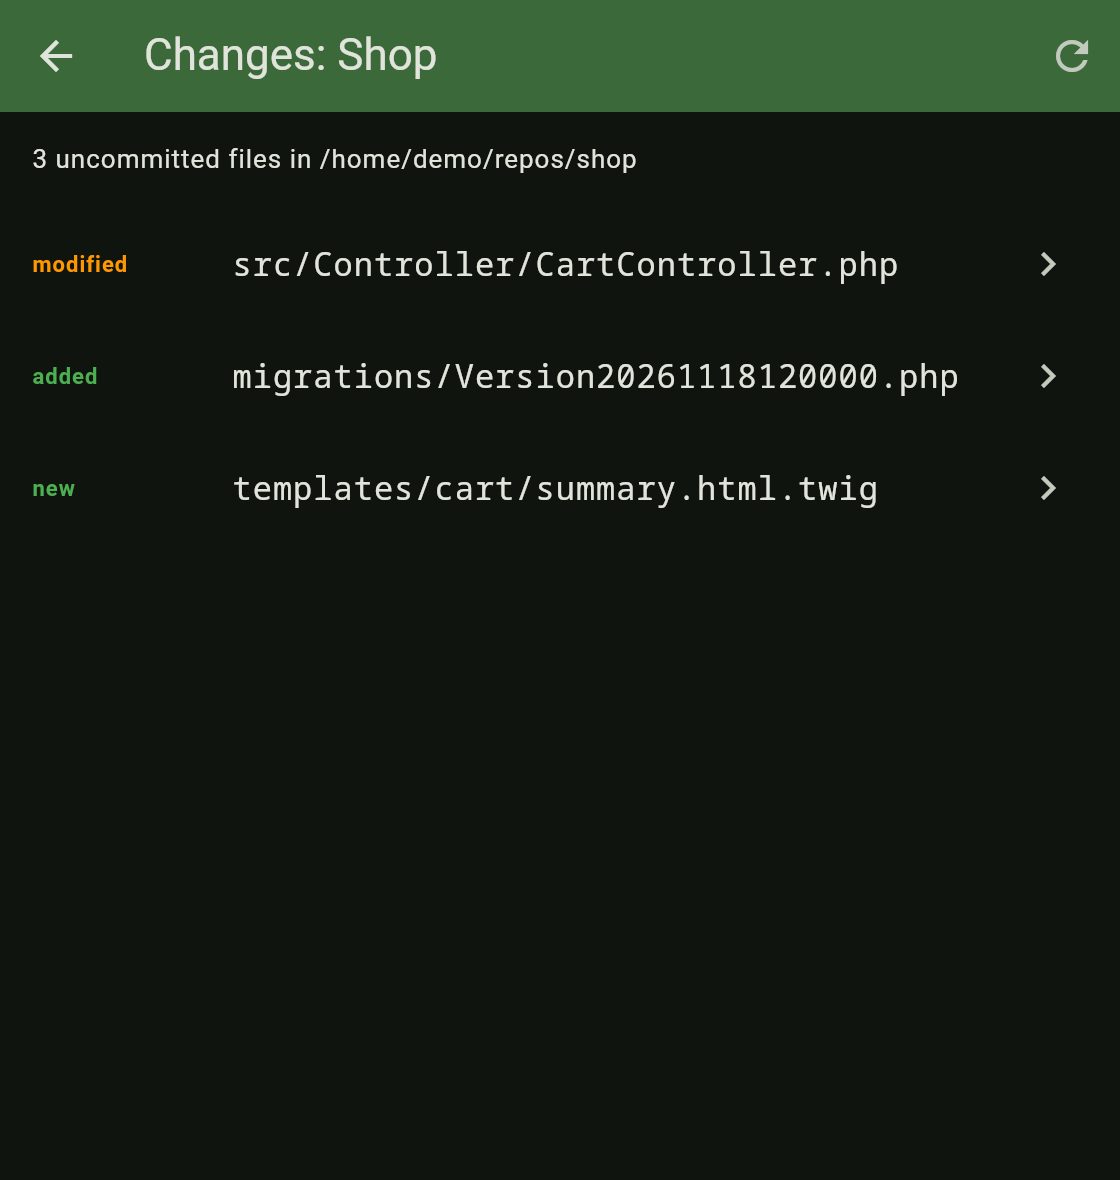 Changes: Shop
3 uncommitted files in /home/demo/repos/shop
modified src/Controller/CartController.php
added migrations/Version20261118120000.php
new templates/cart/summary.html.twig